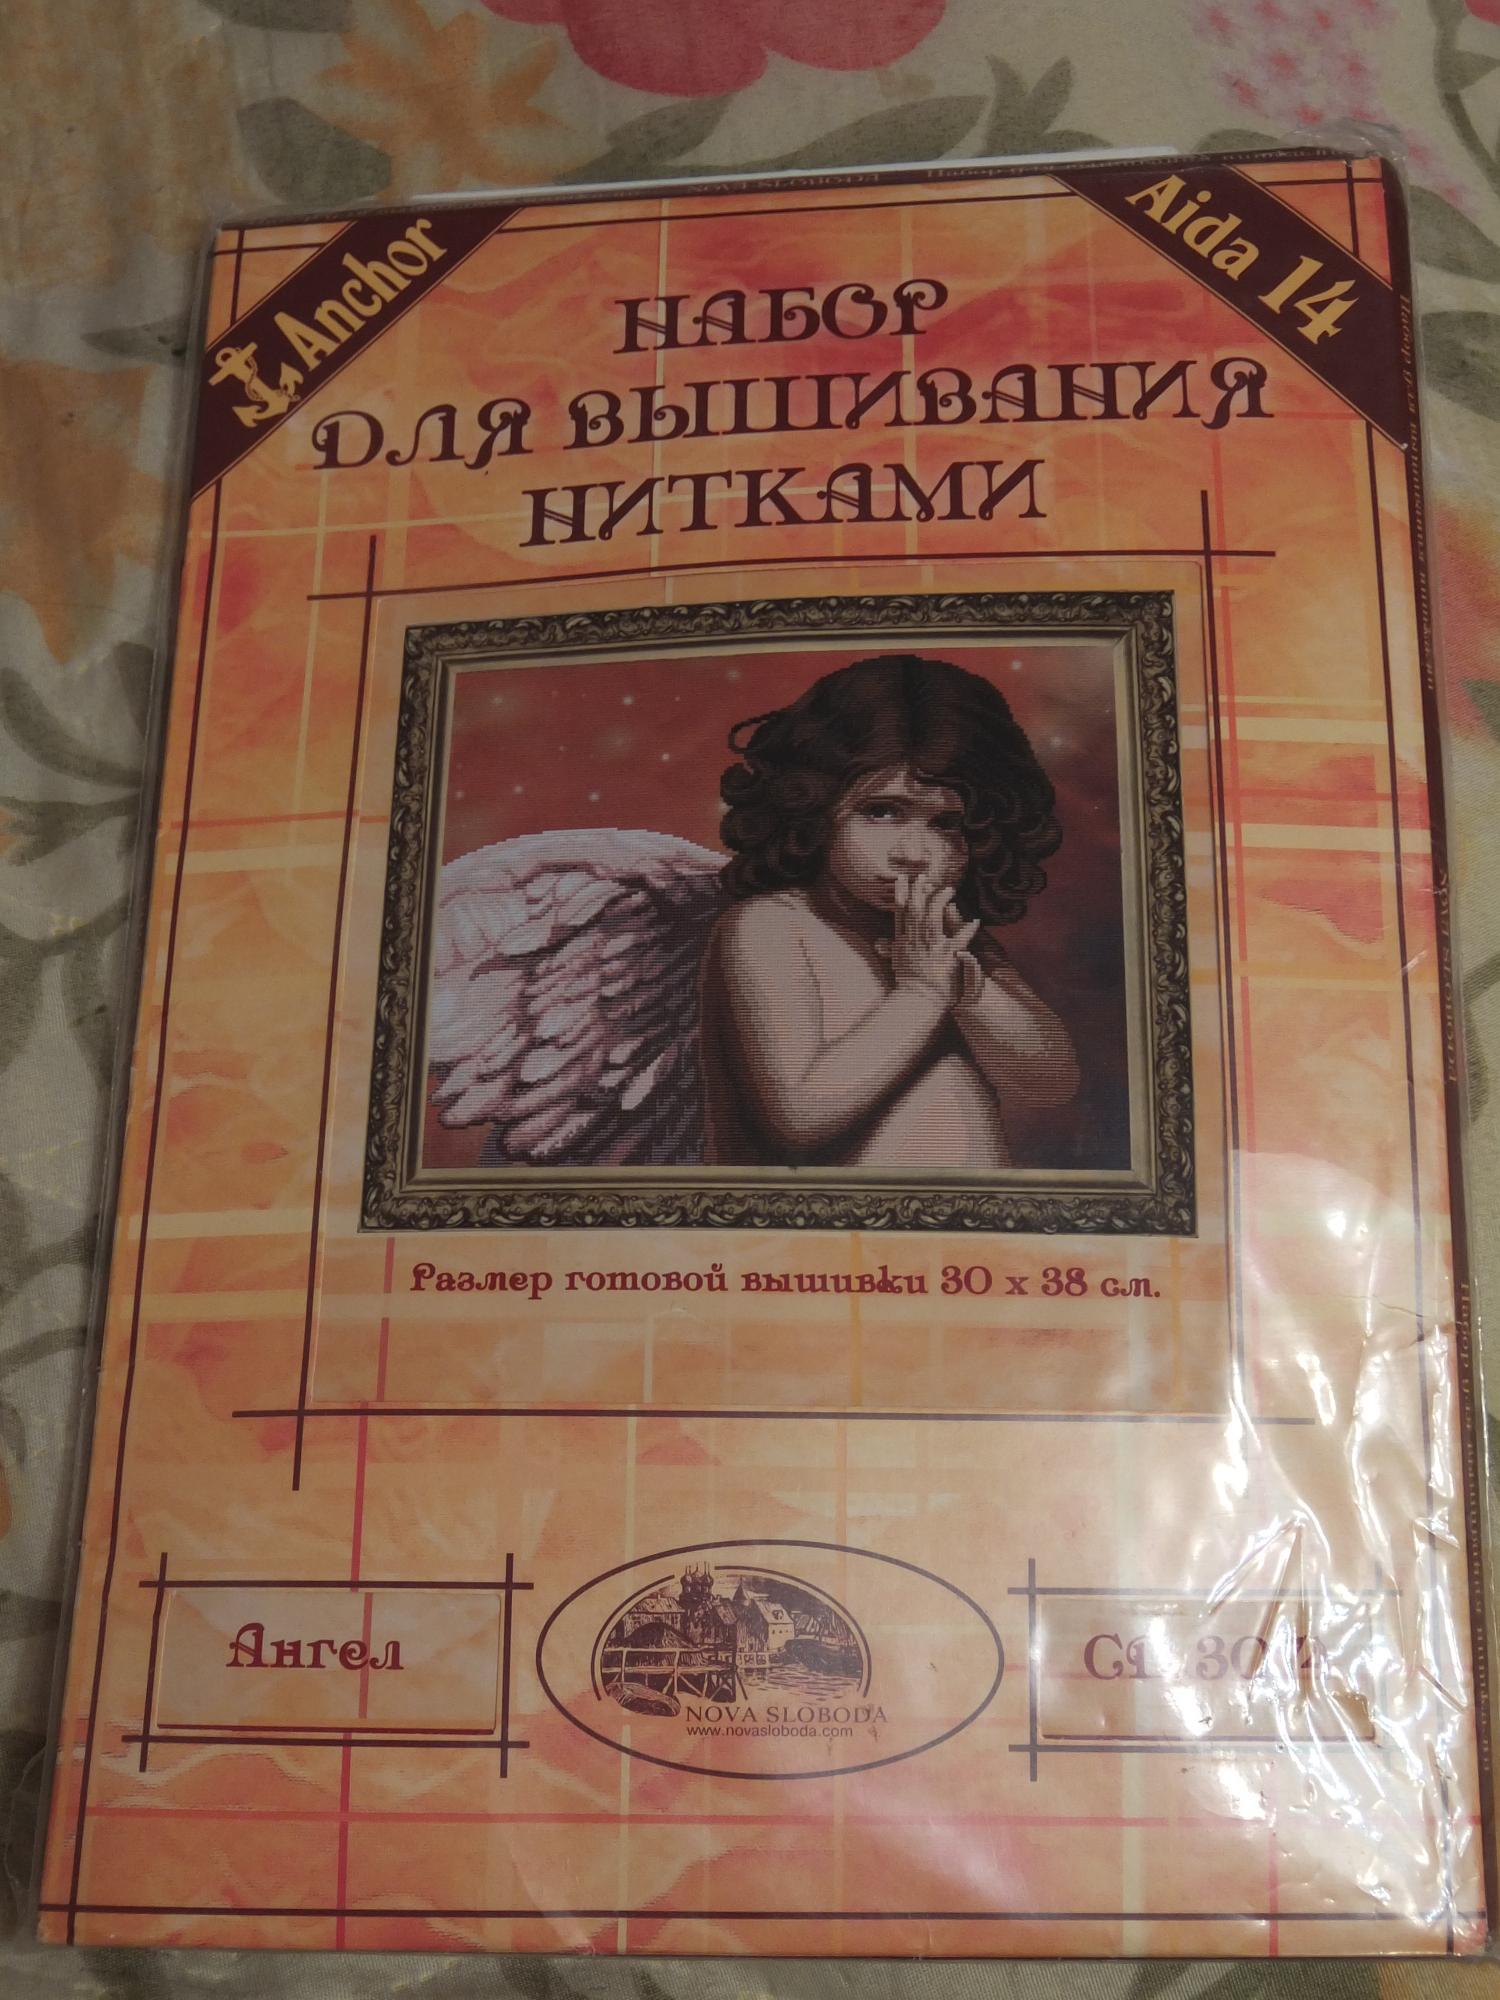 Anchor
Aida 14
НАБОР
ДЛЯ ВЫШИВАНИЯ
НИТКАМИ
Размер готовой вышивки 30 х 38 см.
Ангел
NOVA SLOBODA
www.novasloboda.com